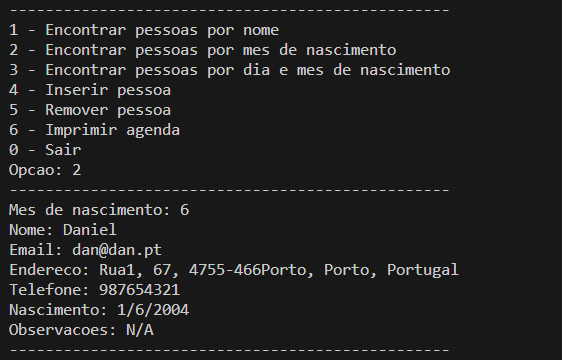 -------------------------------------------------
1 - Encontrar pessoas por nome
2 - Encontrar pessoas por mes de nascimento
3 - Encontrar pessoas por dia e mes de nascimento
4 - Inserir pessoa
5 - Remover pessoa
6 - Imprimir agenda
0 - Sair
Opcao: 2
-------------------------------------------------
Mes de nascimento: 6
Nome: Daniel
Email: dan@dan.pt
Endereco: Rua1, 67, 4755-466Porto, Porto, Portugal
Telefone: 987654321
Nascimento: 1/6/2004
Observacoes: N/A
-------------------------------------------------